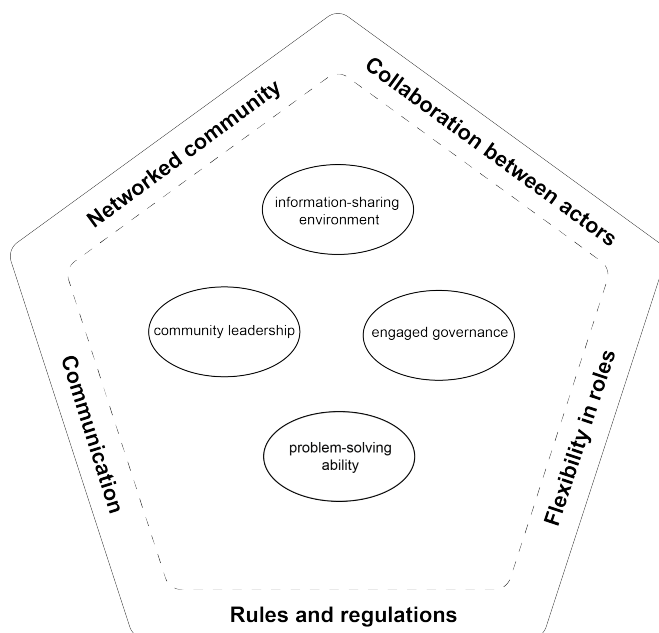 Networked community
Collaboration between actors
information-sharing
environment
community leadership
engaged governance
Communication
Flexibility in roles
problem-solving
ability
Rules and regulations